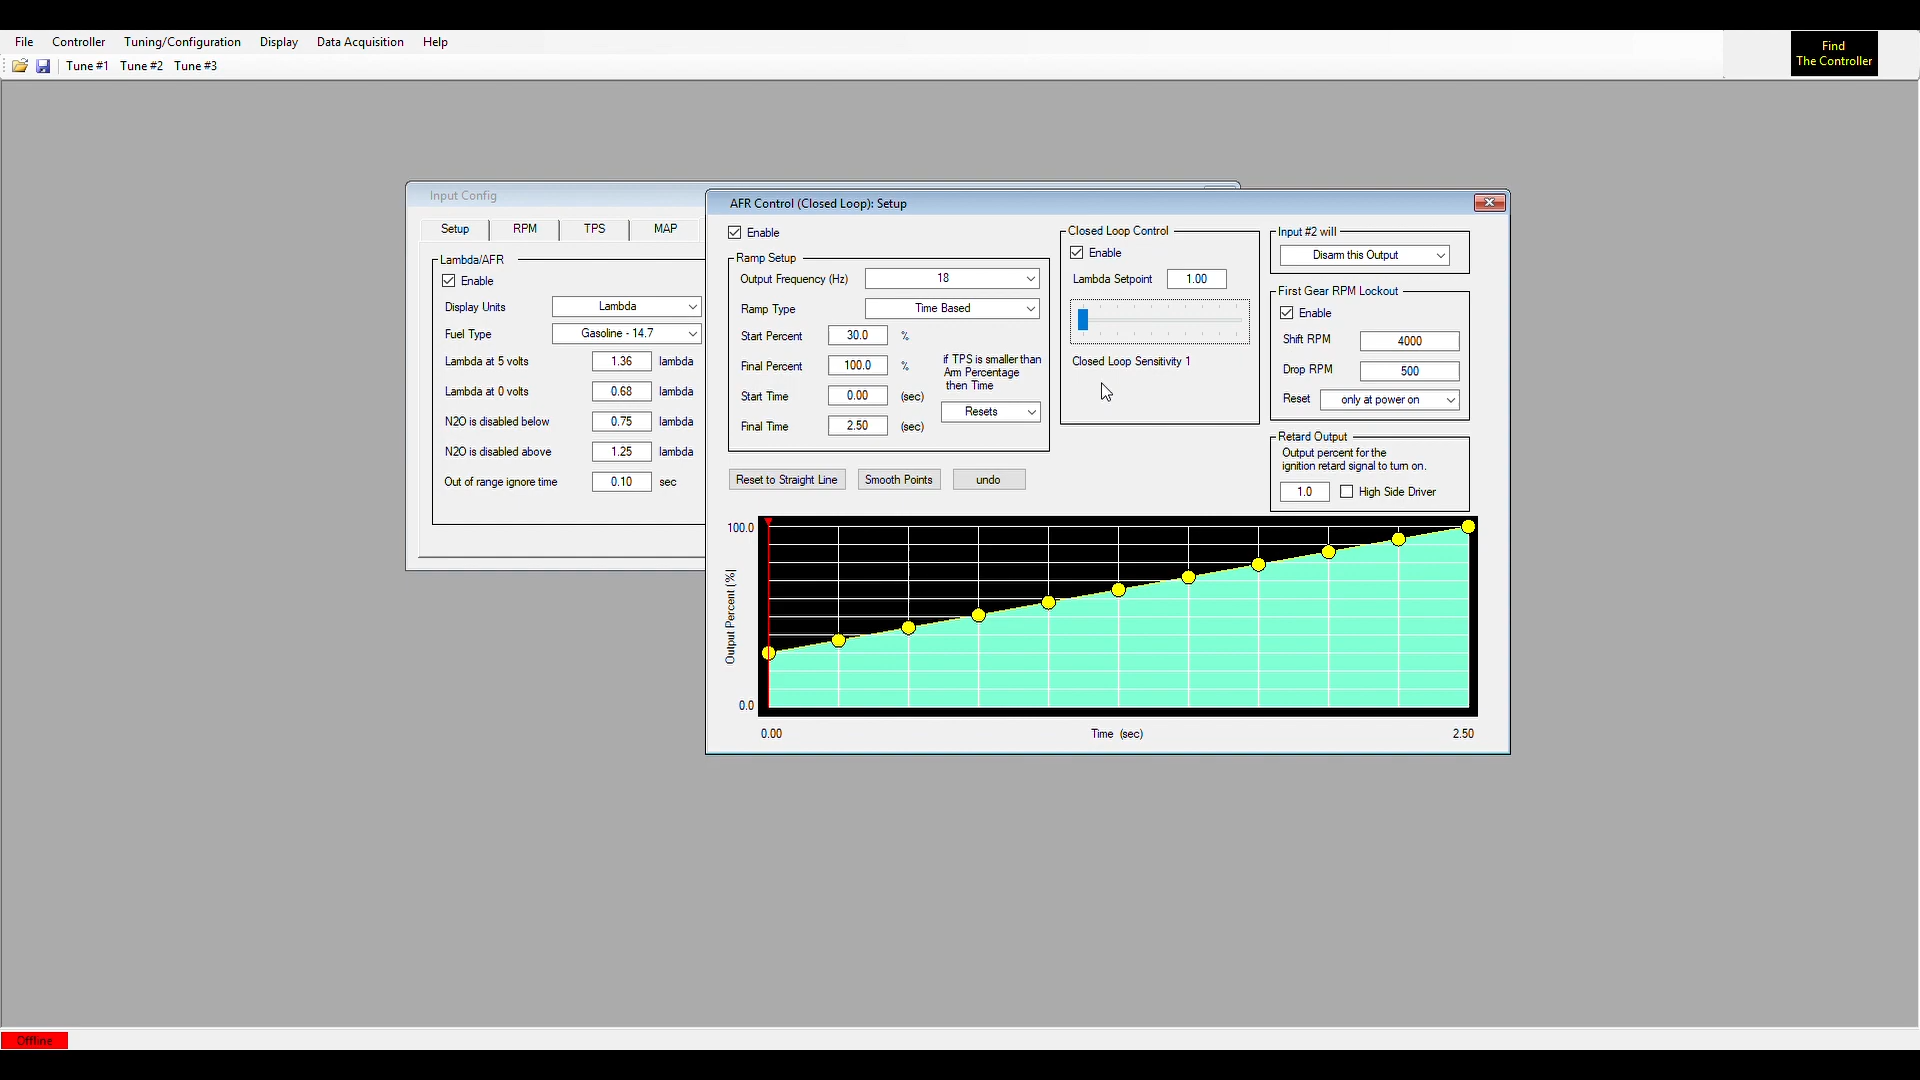 File Controller Tuning/Configuration Display Data Acquisition Help
Find
The Controller
Tune #1 Tune #2 Tune #3
Input Config
Setup RPM TPS MAP
Lambda/AFR
Enable
Display Units Lambda
Fuel Type Gasoline - 14.7
Lambda at 5 volts 1.36 lambda
Lambda at 0 volts 0.68 lambda
N2O is disabled below 0.75 lambda
N2O is disabled above 1.25 lambda
Out of range ignore time 0.10 sec
AFR Control (Closed Loop): Setup
Enable
Ramp Setup
Output Frequency (Hz) 18
Ramp Type Time Based
Start Percent 30.0 %
Final Percent 100.0 %
Start Time 0.00 (sec)
Final Time 2.50 (sec)
if TPS is smaller than
Arm Percentage
then Time
Resets
Closed Loop Control
Enable
Lambda Setpoint 1.00
Closed Loop Sensitivity 1
Input #2 will
Disarm this Output
First Gear RPM Lockout
Enable
Shift RPM 4000
Drop RPM 500
Reset only at power on
Retard Output
Output percent for the
ignition retard signal to turn on.
1.0 High Side Driver
Reset to Straight Line Smooth Points undo
100.0
Output Percent (%)
0.0
0.00 Time (sec) 2.50
Offline